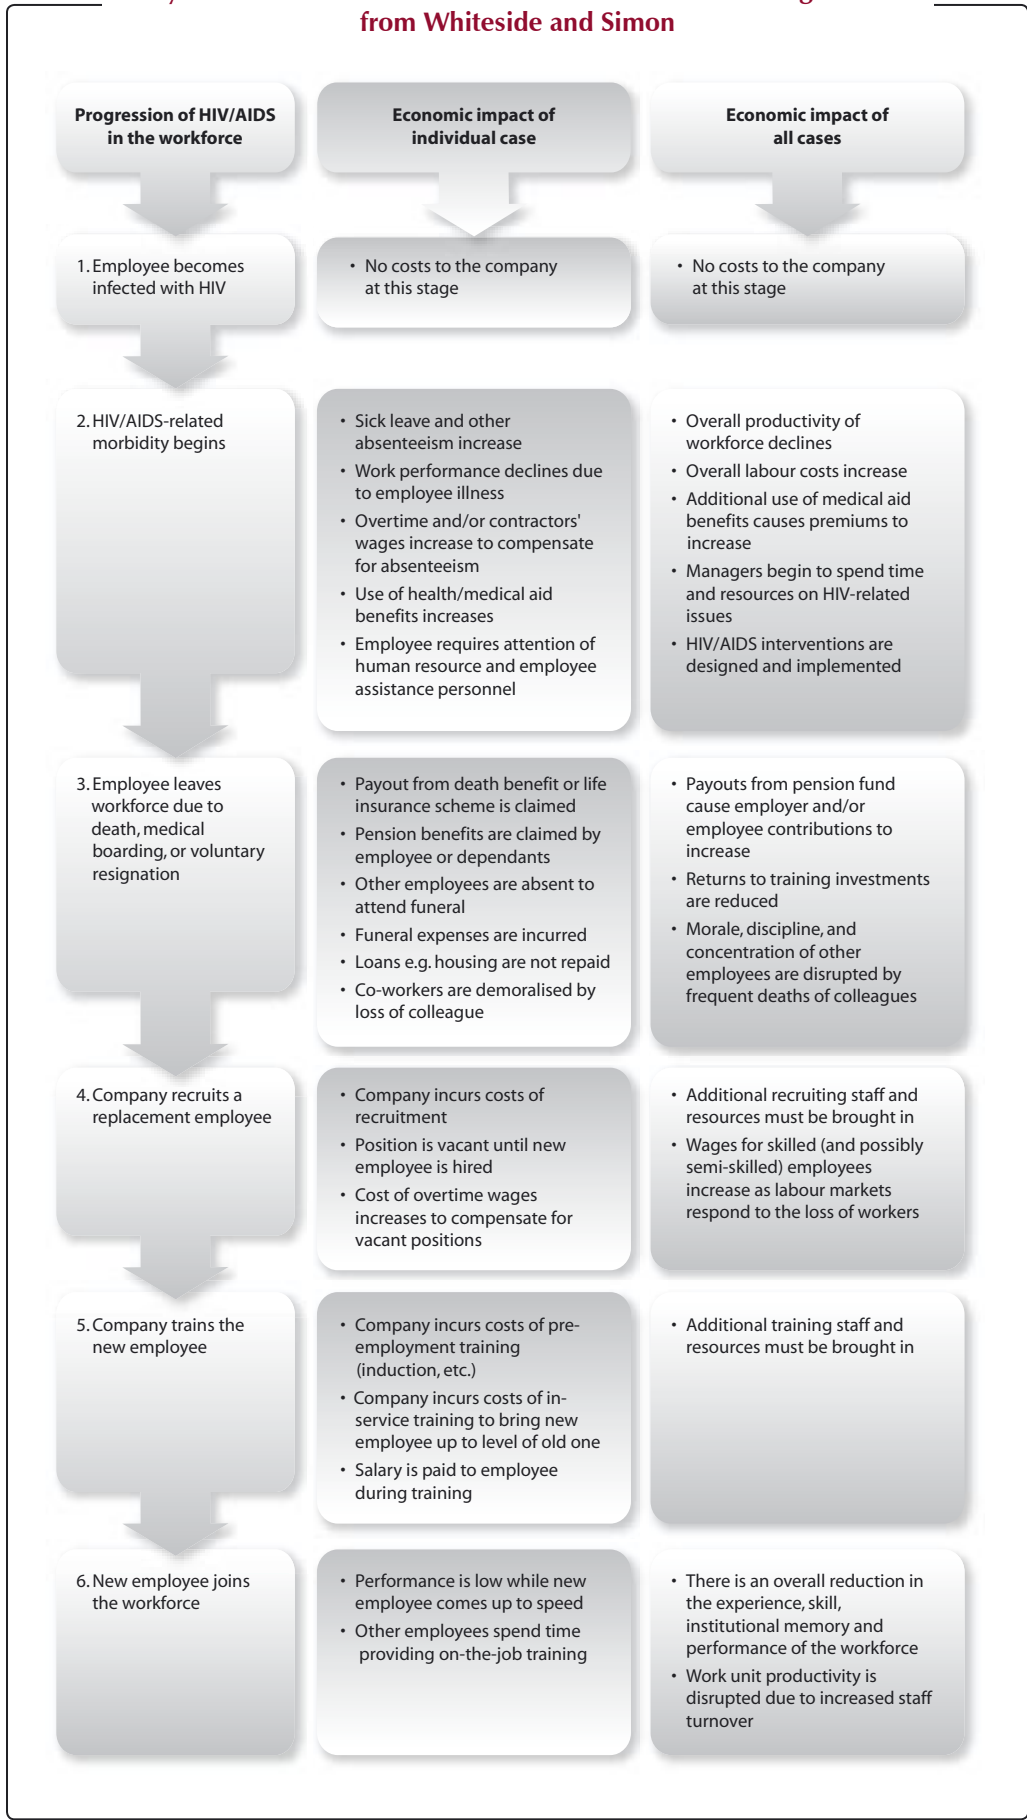 from Whiteside and Simon
Progression of HIV/AIDS
in the workforce
Economic impact of
individual case
Economic impact of
all cases
1. Employee becomes
infected with HIV
• No costs to the company
at this stage
• No costs to the company
at this stage
2. HIV/AIDS-related
morbidity begins
• Sick leave and other
absenteeism increase
• Work performance declines due
to employee illness
• Overtime and/or contractors'
wages increase to compensate
for absenteeism
• Use of health/medical aid
benefits increases
• Employee requires attention of
human resource and employee
assistance personnel
• Overall productivity of
workforce declines
• Overall labour costs increase
• Additional use of medical aid
benefits causes premiums to
increase
• Managers begin to spend time
and resources on HIV-related
issues
• HIV/AIDS interventions are
designed and implemented
3. Employee leaves
workforce due to
death, medical
boarding, or voluntary
resignation
• Payout from death benefit or life
insurance scheme is claimed
• Pension benefits are claimed by
employee or dependants
• Other employees are absent to
attend funeral
• Funeral expenses are incurred
• Loans e.g. housing are not repaid
• Co-workers are demoralised by
loss of colleague
• Payouts from pension fund
cause employer and/or
employee contributions to
increase
• Returns to training investments
are reduced
• Morale, discipline, and
concentration of other
employees are disrupted by
frequent deaths of colleagues
4. Company recruits a
replacement employee
• Company incurs costs of
recruitment
• Position is vacant until new
employee is hired
• Cost of overtime wages
increases to compensate for
vacant positions
• Additional recruiting staff and
resources must be brought in
• Wages for skilled (and possibly
semi-skilled) employees
increase as labour markets
respond to the loss of workers
5. Company trains the
new employee
• Company incurs costs of pre-
employment training
(induction, etc.)
• Company incurs costs of in-
service training to bring new
employee up to level of old one
• Salary is paid to employee
during training
• Additional training staff and
resources must be brought in
6. New employee joins
the workforce
• Performance is low while new
employee comes up to speed
• Other employees spend time
providing on-the-job training
• There is an overall reduction in
the experience, skill,
institutional memory and
performance of the workforce
• Work unit productivity is
disrupted due to increased staff
turnover